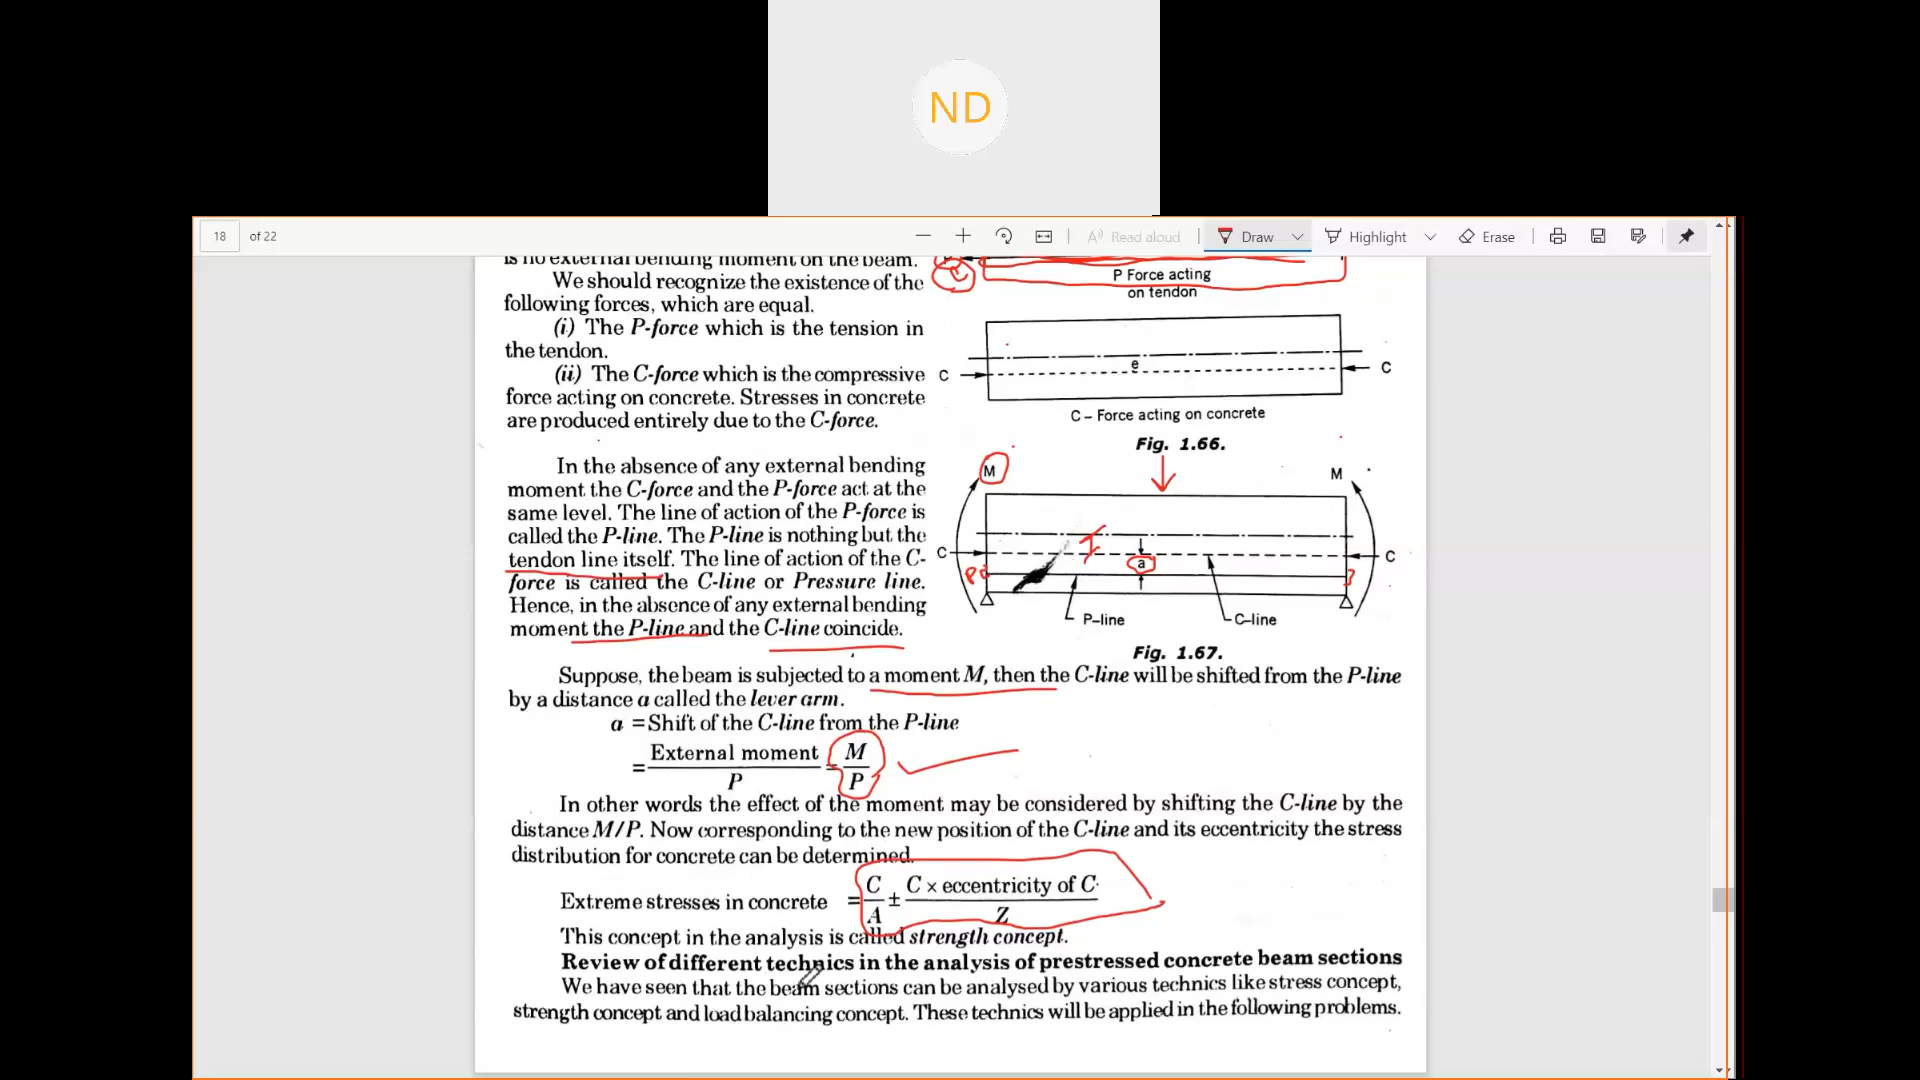 ND
18 of 22
Read aloud
Draw
Highlight
Erase
is no external bending moment on the beam.
We should recognize the existence of the
following forces, which are equal.
(i) The P-force which is the tension in
the tendon.
(ii) The C-force which is the compressive
force acting on concrete. Stresses in concrete
are produced entirely due to the C-force.
P Force acting
on tendon
e
C
C
C – Force acting on concrete
Fig. 1.66.
In the absence of any external bending
moment the C-force and the P-force act at the
same level. The line of action of the P-force is
called the P-line. The P-line is nothing but the
tendon line itself. The line of action of the C-
force is called the C-line or Pressure line.
Hence, in the absence of any external bending
moment the P-line and the C-line coincide.
M
M
C
a
C
P
P-line
C-line
Fig. 1.67.
Suppose, the beam is subjected to a moment M, then the C-line will be shifted from the P-line
by a distance a called the lever arm.
a = Shift of the C-line from the P-line
= External moment / P = M / P
In other words the effect of the moment may be considered by shifting the C-line by the
distance M/P. Now corresponding to the new position of the C-line and its eccentricity the stress
distribution for concrete can be determined.
Extreme stresses in concrete = C / A ± C × eccentricity of C / Z
This concept in the analysis is called strength concept.
Review of different technics in the analysis of prestressed concrete beam sections
We have seen that the beam sections can be analysed by various technics like stress concept,
strength concept and load balancing concept. These technics will be applied in the following problems.